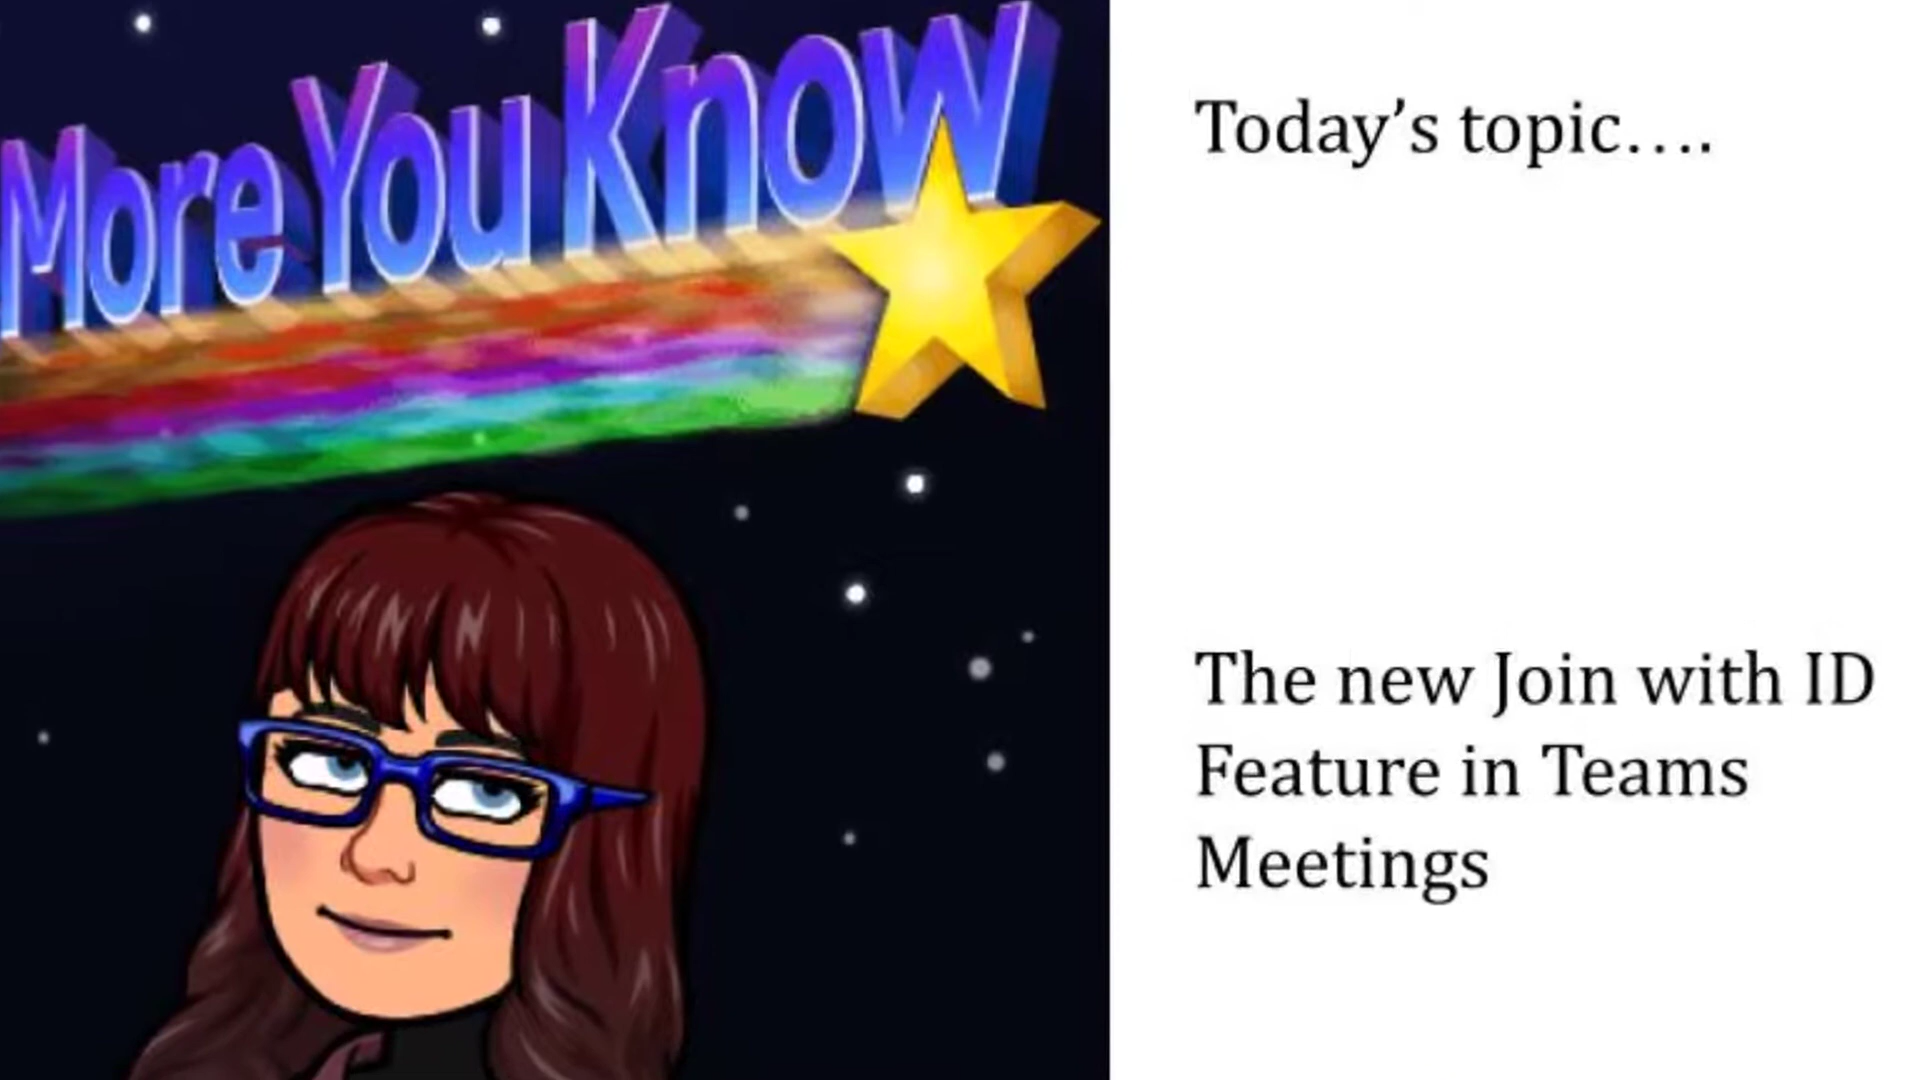 More You Know
Today’s topic….
The new Join with ID
Feature in Teams
Meetings